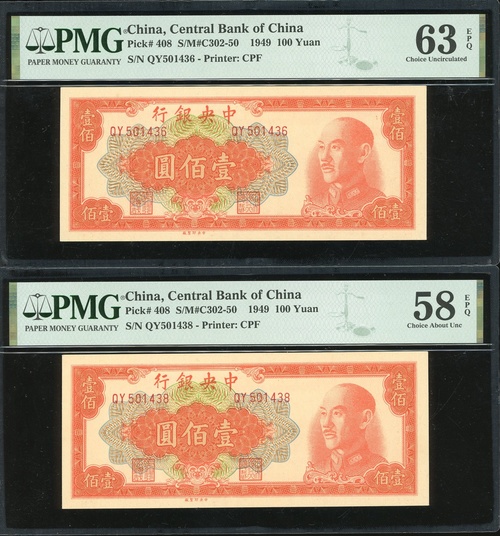 PMG
PAPER MONEY GUARANTY
China, Central Bank of China
Pick# 408 S/M#C302-50 1949 100 Yuan
S/N QY501436 - Printer: CPF
63 EPQ
Choice Uncirculated
行銀央中
QY501436 QY501436
壹佰
圓佰壹
佰壹
佰壹
PMG
PAPER MONEY GUARANTY
China, Central Bank of China
Pick# 408 S/M#C302-50 1949 100 Yuan
S/N QY501438 - Printer: CPF
58 EPQ
Choice About Unc
行銀央中
QY501438 QY501438
壹佰
圓佰壹
佰壹
佰壹